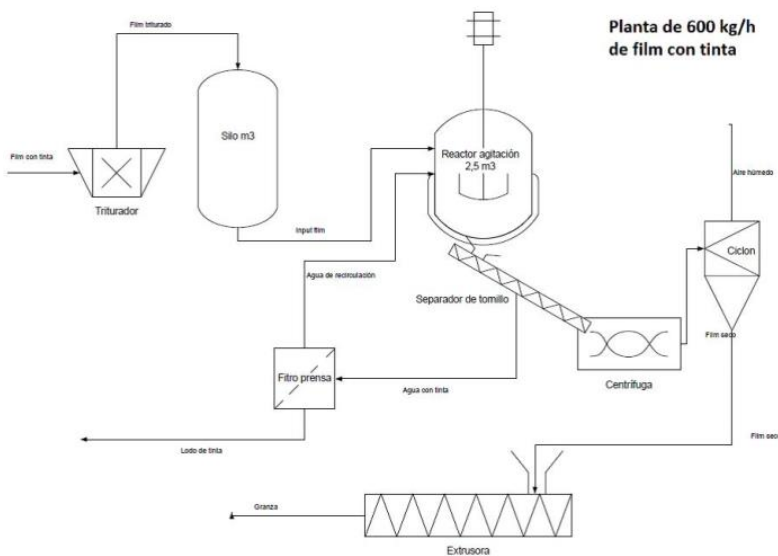 Planta de 600 kg/h
de film con tinta
Film triturado
Silo m3
Film con tinta
Triturador
Reactor agitación
2,5 m3
Aire húmedo
Input film
Agua de recirculación
Ciclon
Separador de tornillo
Film seco
Fitro prensa
Agua con tinta
Centrífuga
Lodo de tinta
Film seco
Granza
Extrusora